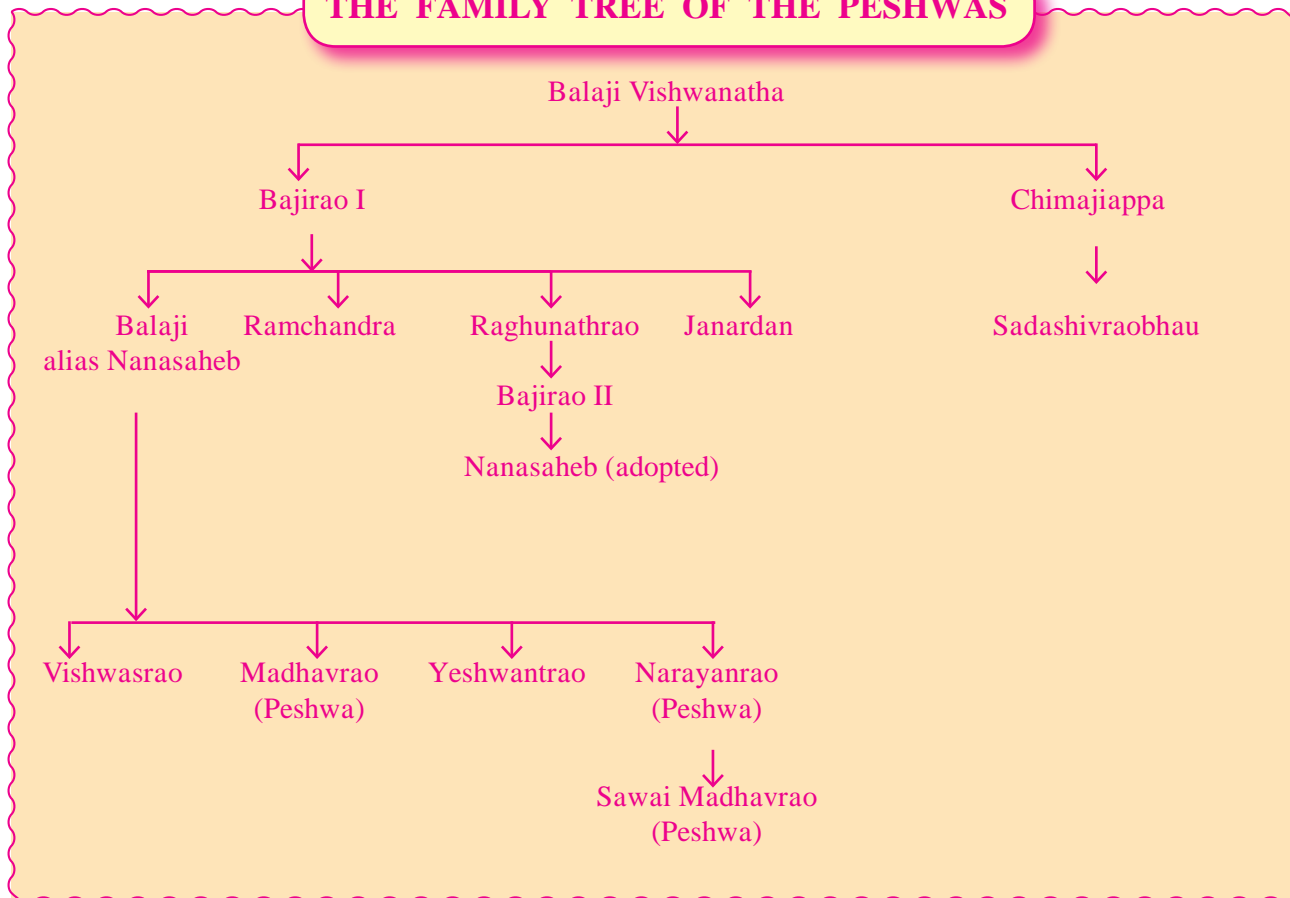 THE FAMILY TREE OF THE PESHWAS
Balaji Vishwanatha
Bajirao I
Chimajiappa
Balaji
alias Nanasaheb
Ramchandra
Raghunathrao
Janardan
Sadashivraobhau
Bajirao II
Nanasaheb (adopted)
Vishwasrao
Madhavrao
(Peshwa)
Yeshwantrao
Narayanrao
(Peshwa)
Sawai Madhavrao
(Peshwa)